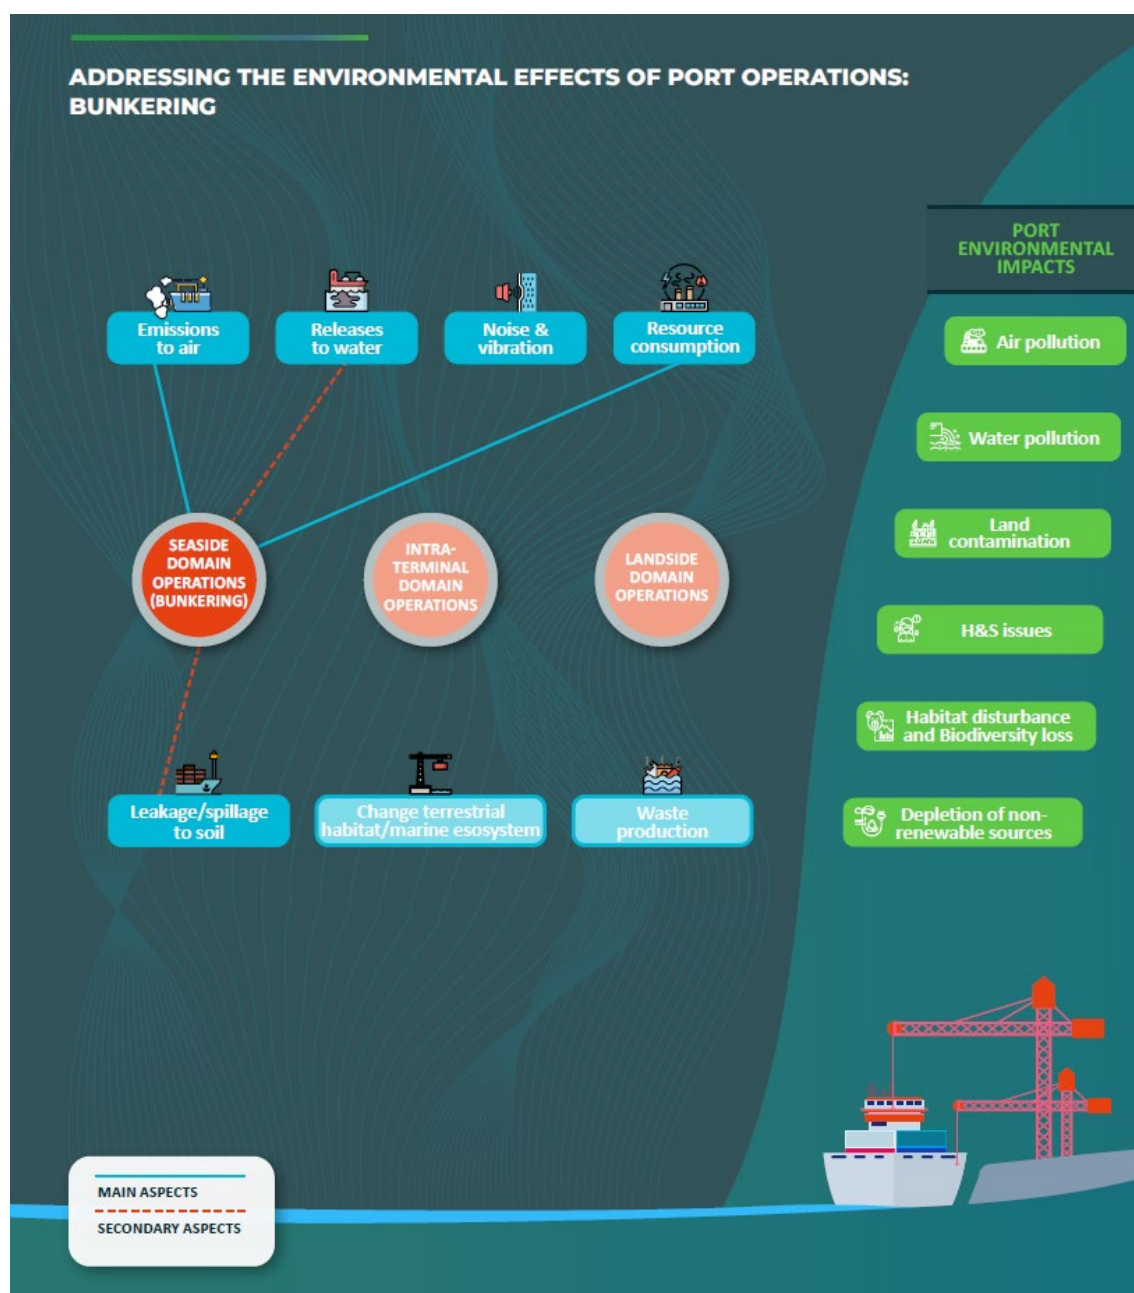 ADDRESSING THE ENVIRONMENTAL EFFECTS OF PORT OPERATIONS:
BUNKERING
PORT
ENVIRONMENTAL
IMPACTS
Emissions
to air
Releases
to water
Noise &
vibration
Resource
consumption
Air pollution
Water pollution
Land
contamination
SEASIDE
DOMAIN
OPERATIONS
(BUNKERING)
INTRA-
TERMINAL
DOMAIN
OPERATIONS
LANDSIDE
DOMAIN
OPERATIONS
H&S issues
Habitat disturbance
and Biodiversity loss
Leakage/spillage
to soil
Change terrestrial
habitat/marine esosystem
Waste
production
Depletion of non-
renewable sources
MAIN ASPECTS
SECONDARY ASPECTS